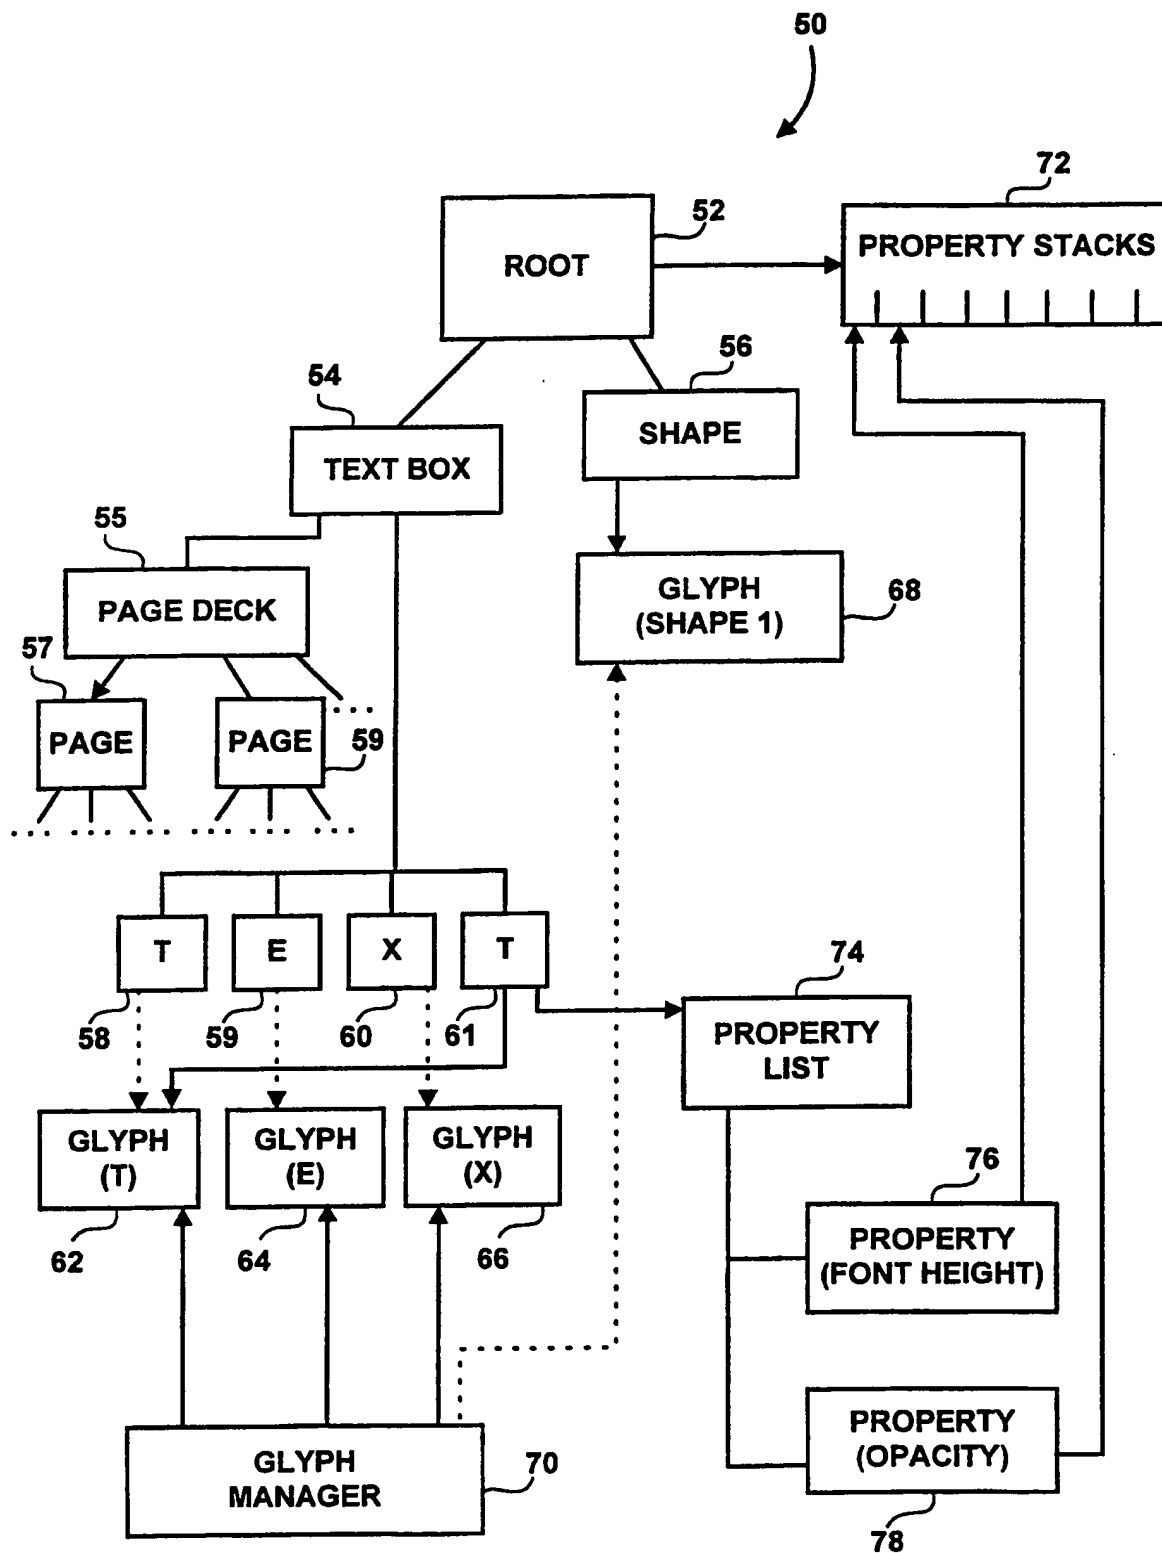 50
72
52
PROPERTY STACKS
ROOT
56
54
SHAPE
TEXT BOX
55
GLYPH
(SHAPE 1)
68
PAGE DECK
57
PAGE
PAGE
59
T
E
X
T
74
58
59
60
61
PROPERTY
LIST
GLYPH
(T)
GLYPH
(E)
GLYPH
(X)
76
62
64
66
PROPERTY
(FONT HEIGHT)
PROPERTY
(OPACITY)
GLYPH
MANAGER
70
78